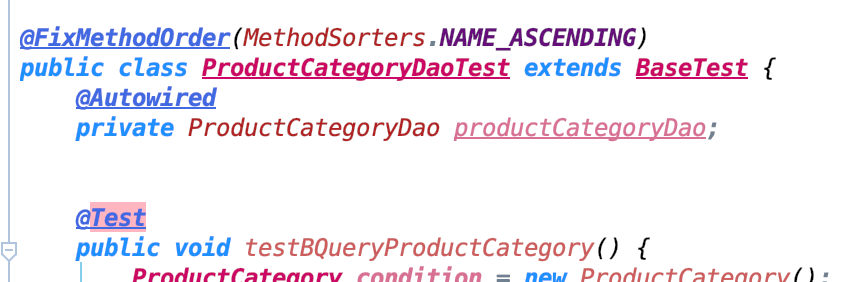 @FixMethodOrder(MethodSorters.NAME_ASCENDING)
public class ProductCategoryDaoTest extends BaseTest {
@Autowired
private ProductCategoryDao productCategoryDao;
@Test
public void testBQueryProductCategory() {
ProductCategory condition = new ProductCategory();